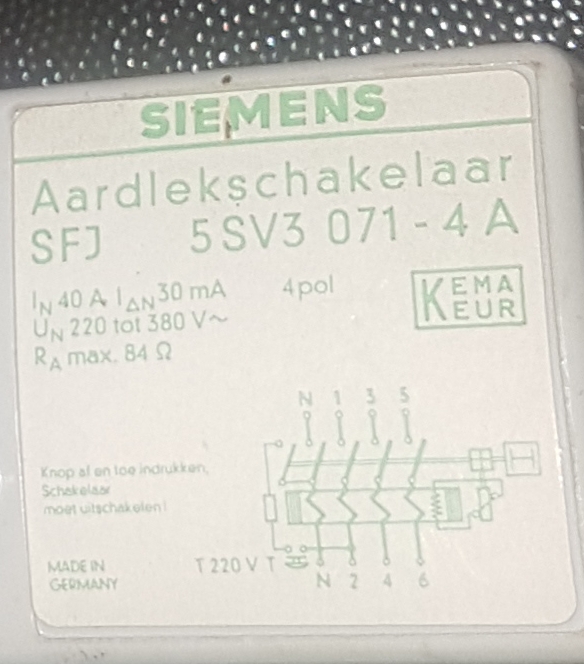 SIEMENS
Aardlekschakelaar
SFJ 5SV3 071-4 A
IN 40 A IΔN 30 mA 4pol
UN 220 tot 380 V~
RA max. 84 Ω
KEMA
KEUR
N 1 3 5
Knop af en toe indrukken,
Schakelaar
moet uitschakelen!
MADE IN
GERMANY
T 220 V T
N 2 4 6